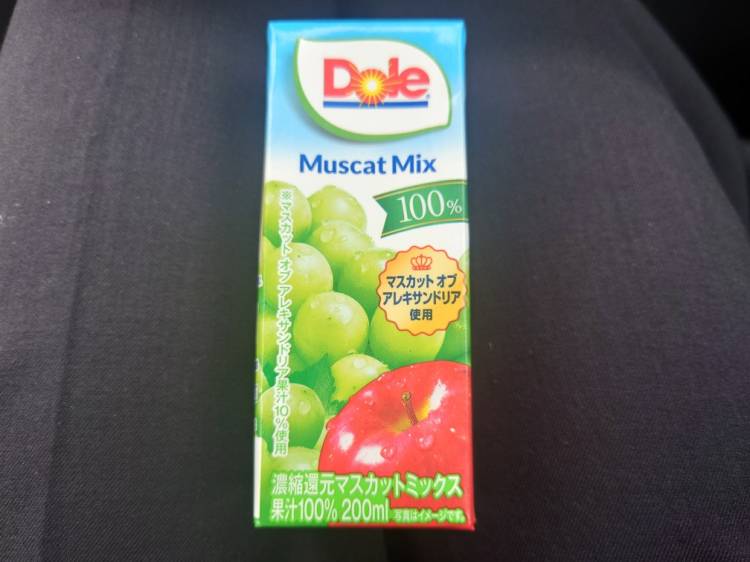 Dole
Muscat Mix
100%
※マスカット オブ アレキサンドリア果汁10%使用
マスカット オブ
アレキサンドリア
使用
濃縮還元マスカットミックス
果汁100% 200ml 写真はイメージです。